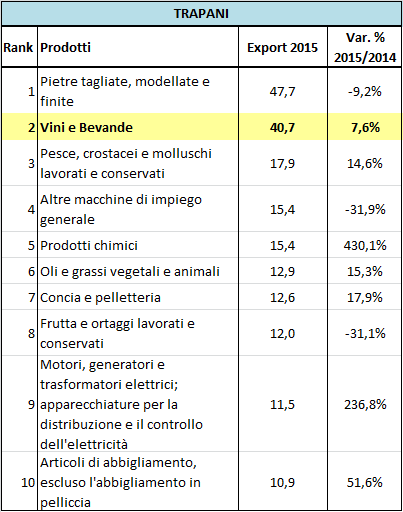 TRAPANI
Rank Prodotti Export 2015 Var. % 2015/2014
1 Pietre tagliate, modellate e finite 47,7 -9,2%
2 Vini e Bevande 40,7 7,6%
3 Pesce, crostacei e molluschi lavorati e conservati 17,9 14,6%
4 Altre macchine di impiego generale 15,4 -31,9%
5 Prodotti chimici 15,4 430,1%
6 Oli e grassi vegetali e animali 12,9 15,3%
7 Concia e pelletteria 12,6 17,9%
8 Frutta e ortaggi lavorati e conservati 12,0 -31,1%
9 Motori, generatori e trasformatori elettrici; apparecchiature per la distribuzione e il controllo dell'elettricità 11,5 236,8%
10 Articoli di abbigliamento, escluso l'abbigliamento in pelliccia 10,9 51,6%